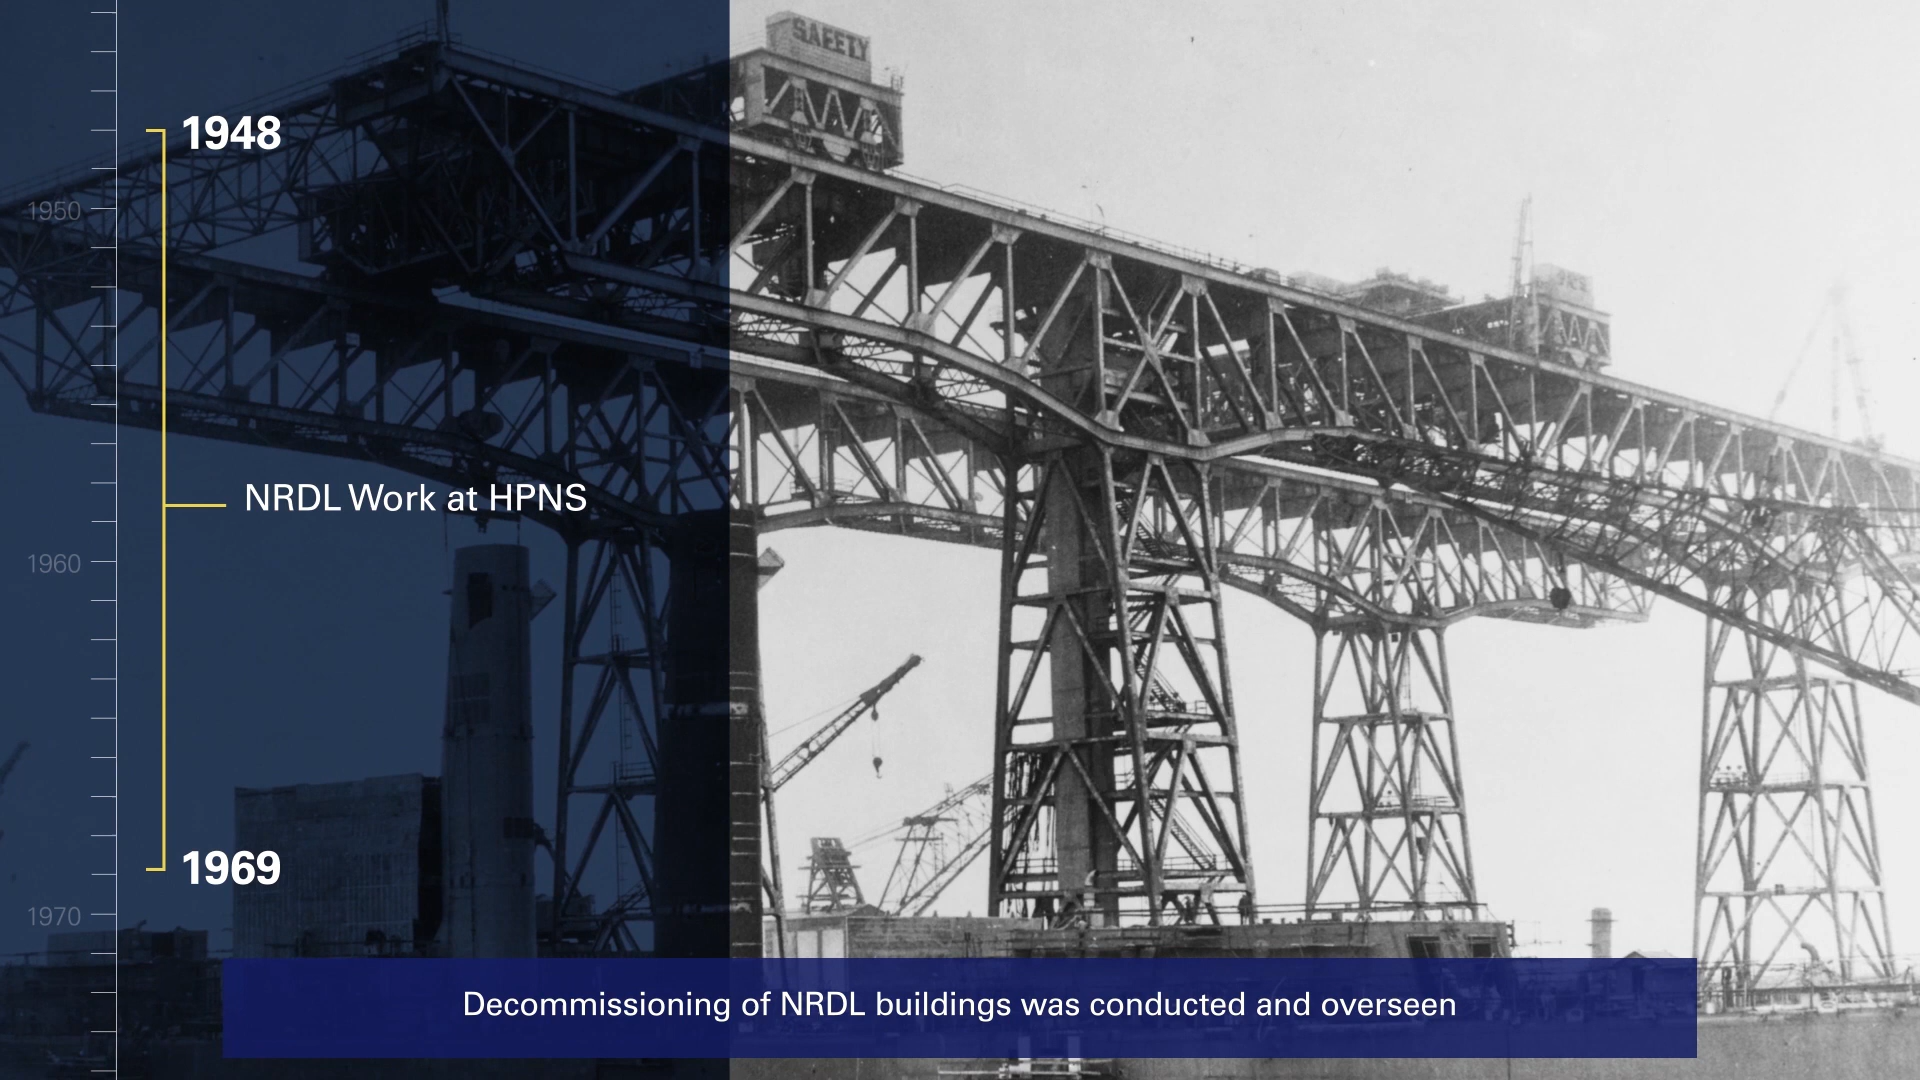 SAFETY
1948
1950
NRDL Work at HPNS
1960
1969
1970
Decommissioning of NRDL buildings was conducted and overseen